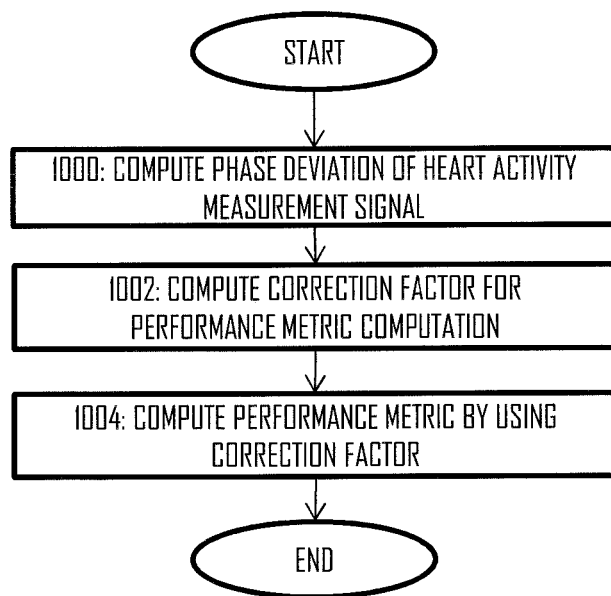 START
1000: COMPUTE PHASE DEVIATION OF HEART ACTIVITY
MEASUREMENT SIGNAL
1002: COMPUTE CORRECTION FACTOR FOR
PERFORMANCE METRIC COMPUTATION
1004: COMPUTE PERFORMANCE METRIC BY USING
CORRECTION FACTOR
END